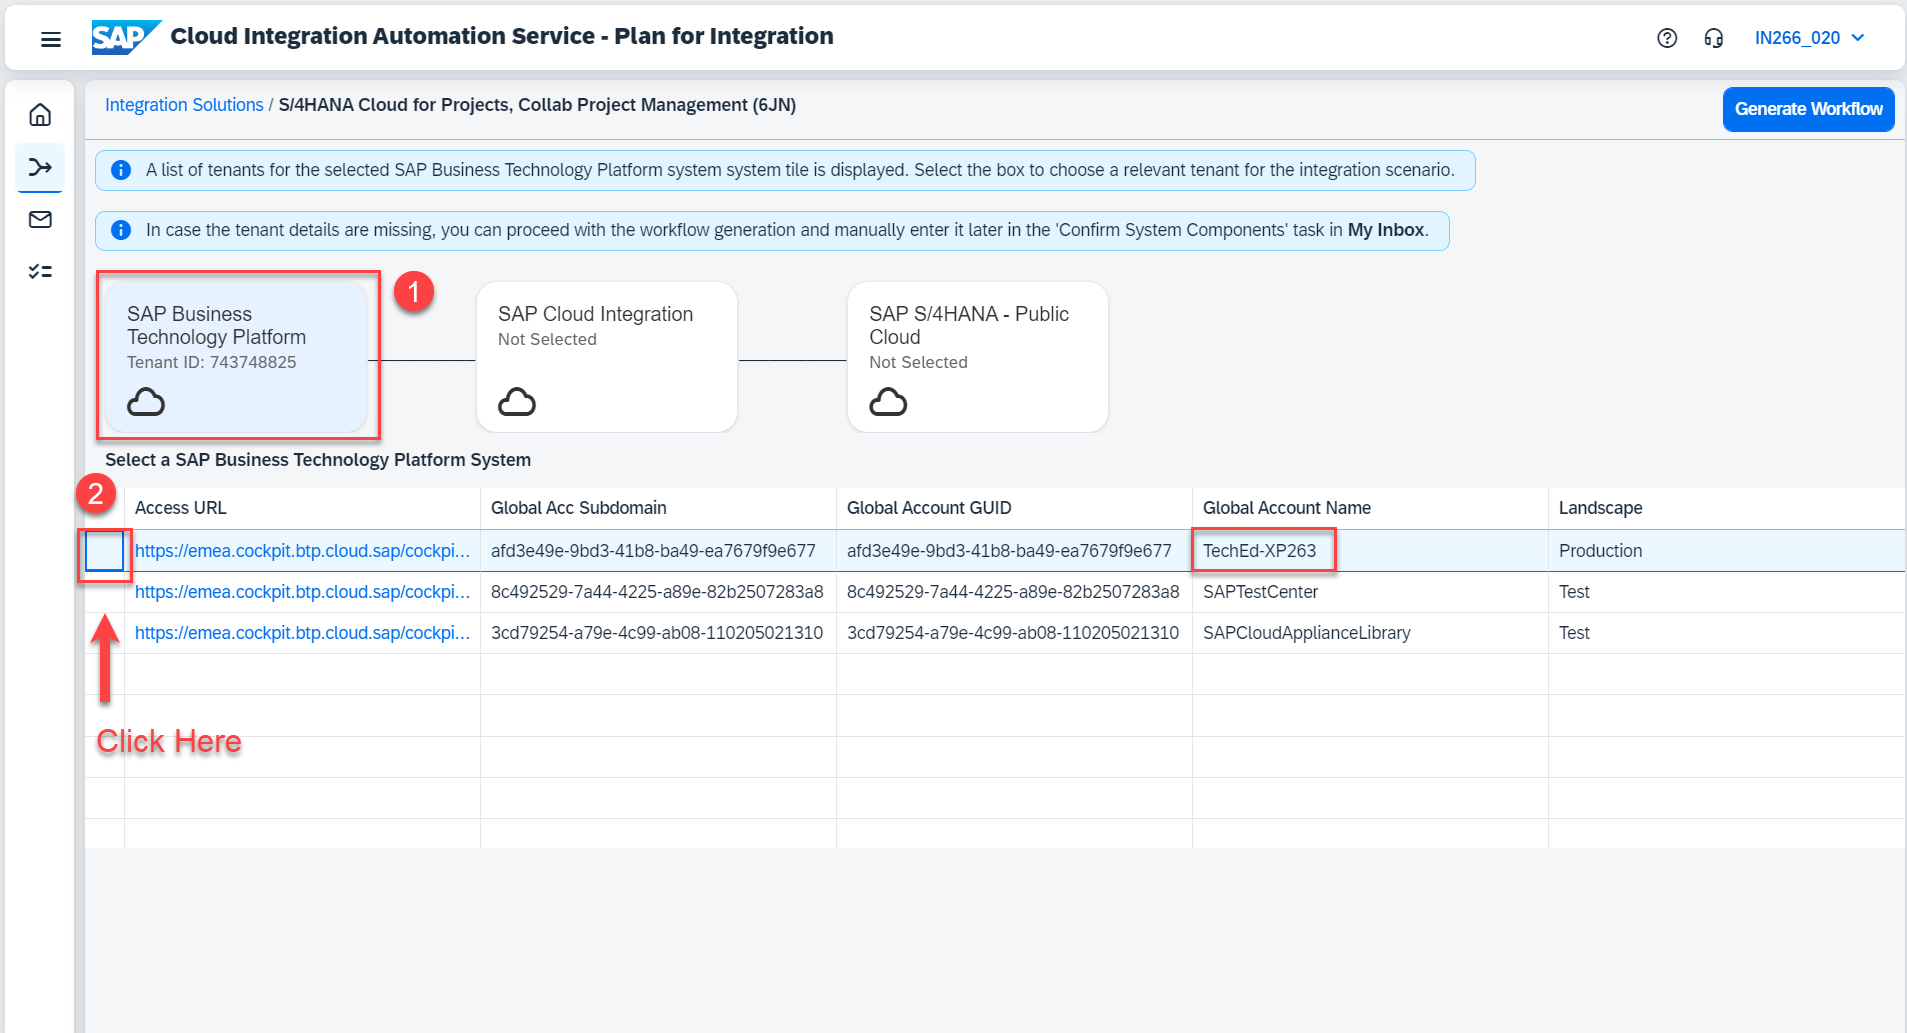 SAP Cloud Integration Automation Service - Plan for Integration
IN266_020
Integration Solutions / S/4HANA Cloud for Projects, Collab Project Management (6JN)
Generate Workflow
A list of tenants for the selected SAP Business Technology Platform system system tile is displayed. Select the box to choose a relevant tenant for the integration scenario.
In case the tenant details are missing, you can proceed with the workflow generation and manually enter it later in the 'Confirm System Components' task in My Inbox.
SAP Business
Technology Platform
Tenant ID: 743748825
1
SAP Cloud Integration
Not Selected
SAP S/4HANA - Public
Cloud
Not Selected
Select a SAP Business Technology Platform System
2
Access URL Global Acc Subdomain Global Account GUID Global Account Name Landscape
https://emea.cockpit.btp.cloud.sap/cockpi... afd3e49e-9bd3-41b8-ba49-ea7679f9e677 afd3e49e-9bd3-41b8-ba49-ea7679f9e677 TechEd-XP263 Production
https://emea.cockpit.btp.cloud.sap/cockpi... 8c492529-7a44-4225-a89e-82b2507283a8 8c492529-7a44-4225-a89e-82b2507283a8 SAPTestCenter Test
https://emea.cockpit.btp.cloud.sap/cockpi... 3cd79254-a79e-4c99-ab08-110205021310 3cd79254-a79e-4c99-ab08-110205021310 SAPCloudApplianceLibrary Test
Click Here